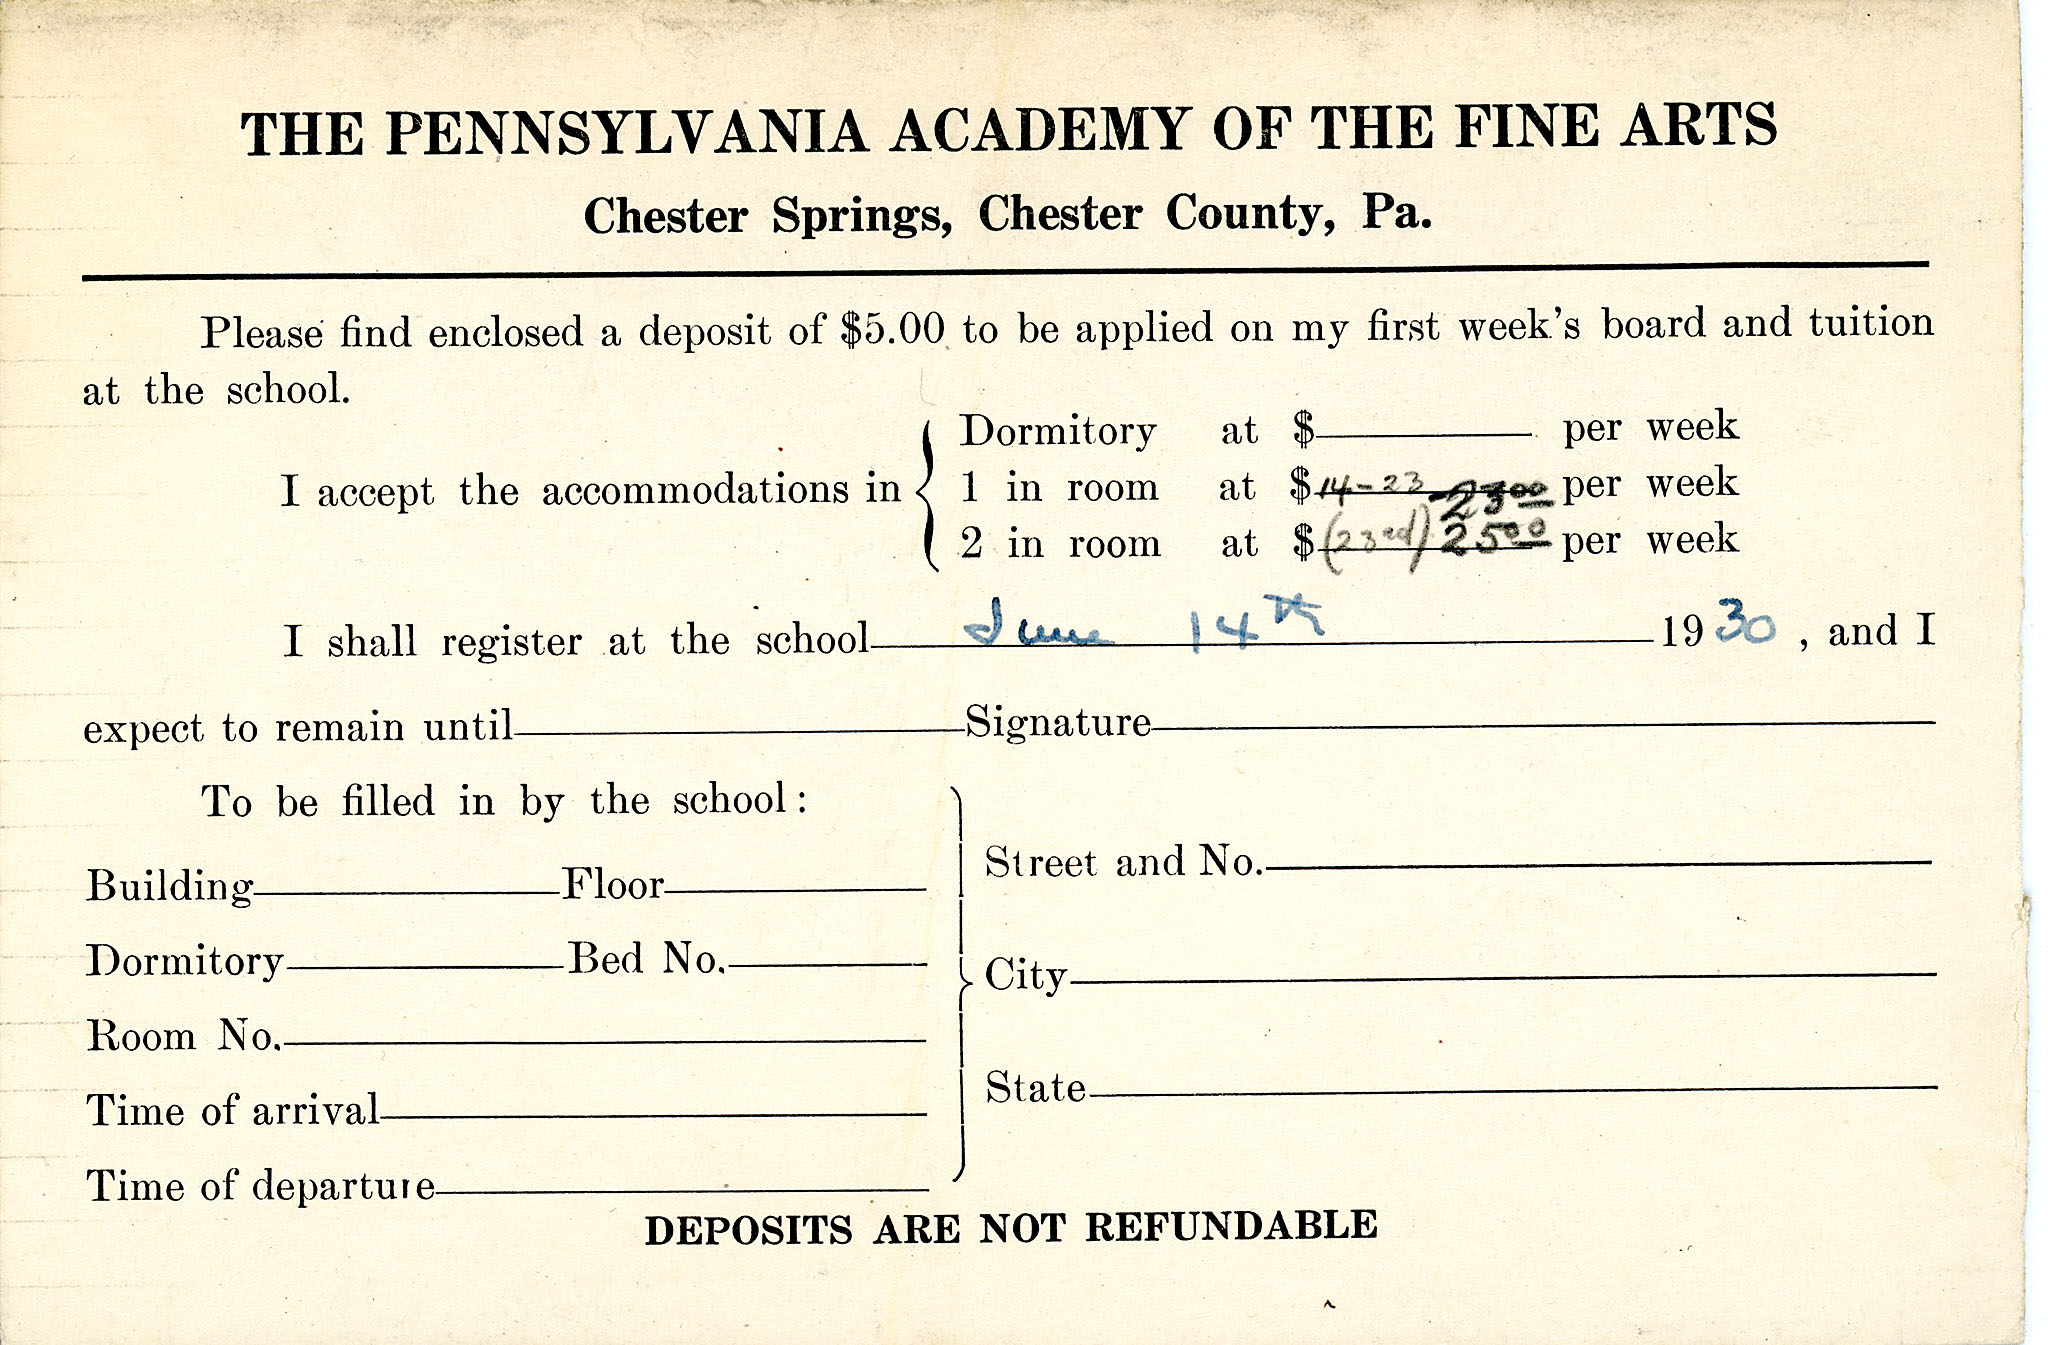 THE PENNSYLVANIA ACADEMY OF THE FINE ARTS
Chester Springs, Chester County, Pa.
Please find enclosed a deposit of $5.00 to be applied on my first week's board and tuition
at the school.
Dormitory at $ per week
I accept the accommodations in { 1 in room at $ 14-23 23.00 per week
2 in room at $ (23rd) 25.00 per week
I shall register at the school June 14th 1930, and I
expect to remain until Signature
To be filled in by the school:
Street and No.
Building Floor
Dormitory Bed No.
City
Room No.
State
Time of arrival
Time of departure
DEPOSITS ARE NOT REFUNDABLE